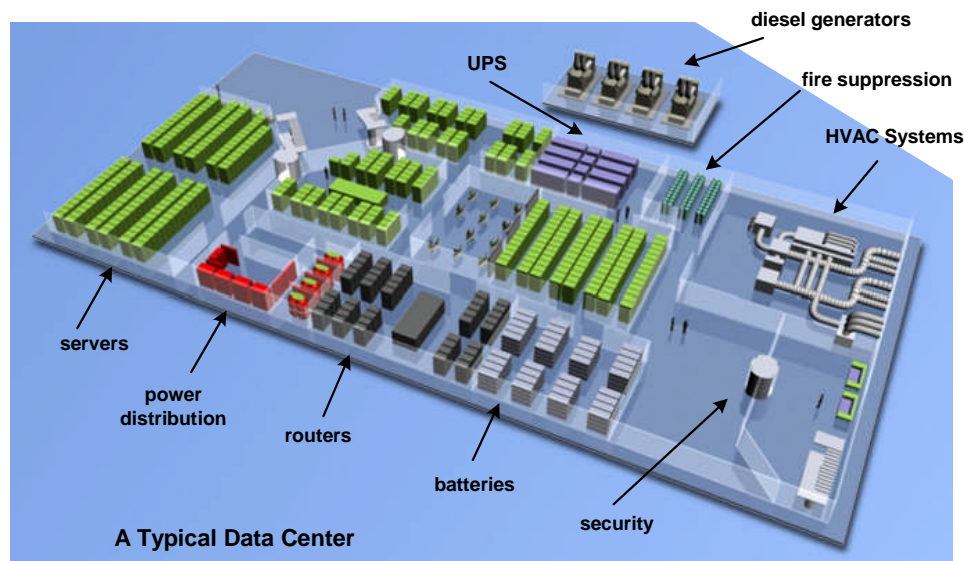 diesel generators
UPS
fire suppression
HVAC Systems
servers
power
distribution
routers
batteries
security
A Typical Data Center